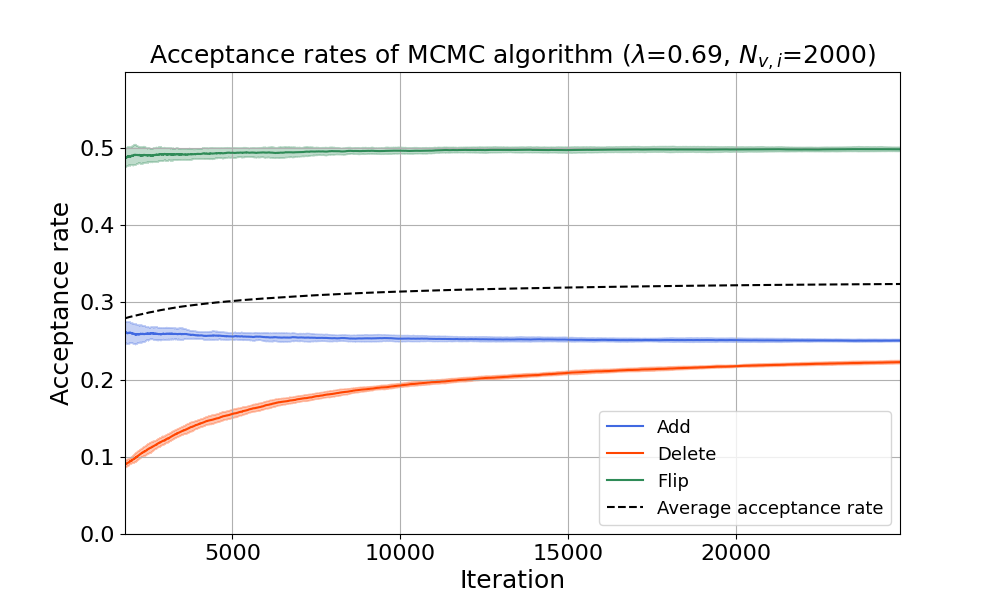 Acceptance rates of MCMC algorithm (λ=0.69, N_{v,i}=2000)
Acceptance rate
0.5
0.4
0.3
0.2
0.1
0.0
Add
Delete
Flip
Average acceptance rate
5000 10000 15000 20000
Iteration